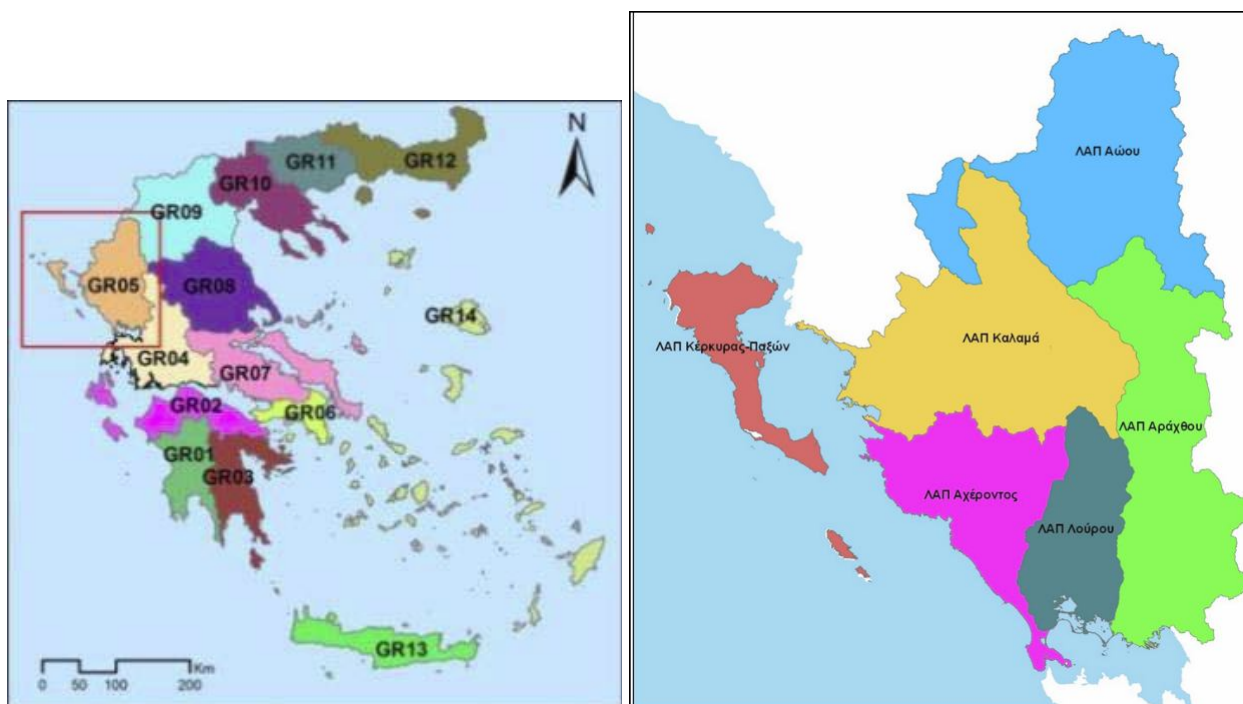 N
GR11
GR12
GR10
GR09
GR05
GR08
GR14
GR04
GR07
GR02
GR06
GR01
GR03
GR13
Km
0 50 100 200
ΛΑΠ Αώου
ΛΑΠ Κέρκυρας-Παξών
ΛΑΠ Καλαμά
ΛΑΠ Αράχθου
ΛΑΠ Αχέροντος
ΛΑΠ Λούρου